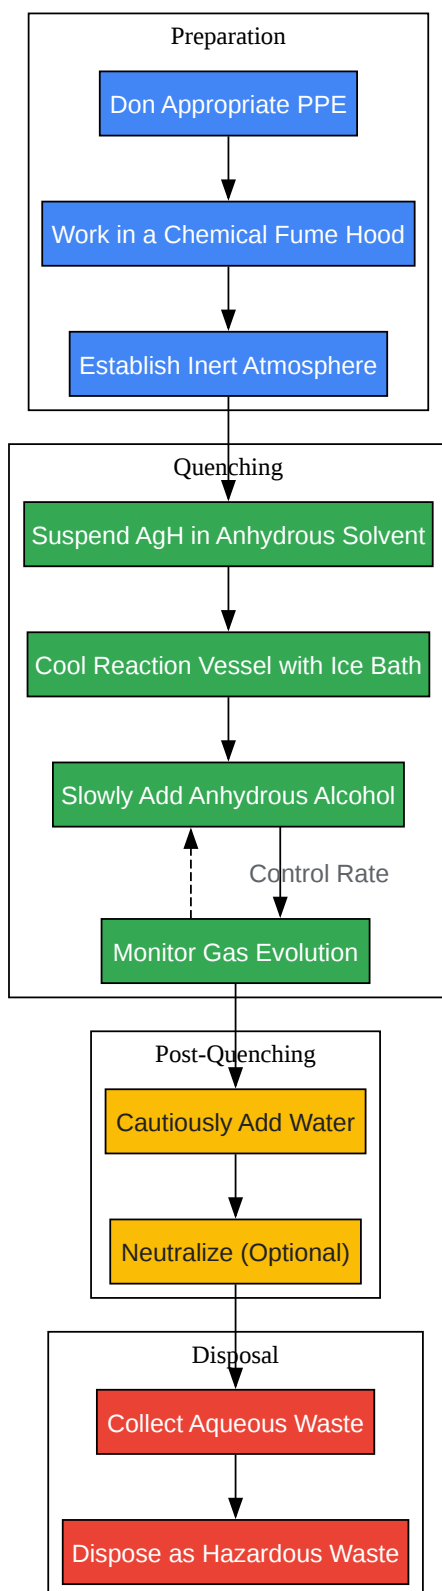 Preparation
Don Appropriate PPE
Work in a Chemical Fume Hood
Establish Inert Atmosphere
Quenching
Suspend AgH in Anhydrous Solvent
Cool Reaction Vessel with Ice Bath
Slowly Add Anhydrous Alcohol
Control Rate
Monitor Gas Evolution
Post-Quenching
Cautiously Add Water
Neutralize (Optional)
Disposal
Collect Aqueous Waste
Dispose as Hazardous Waste